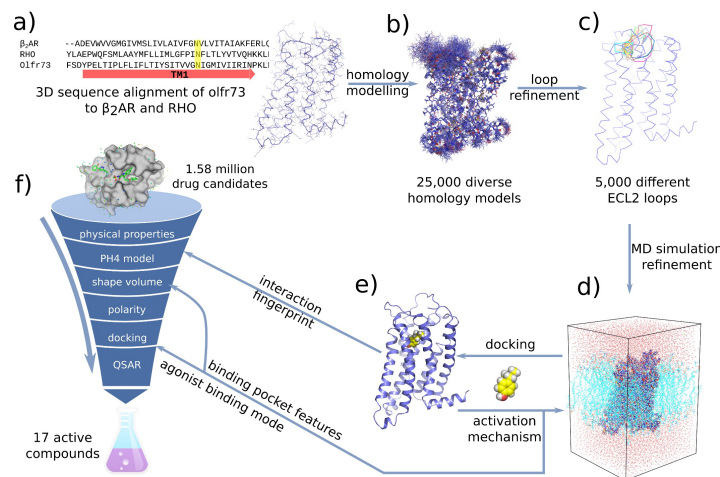 a)
β₂AR --ADEVWVVGMGIVMSLIVLAIVFGNVLVITAIAKFERLQ
RHO YLAEPWQFSMLAAYMFLLIMLGFPINFLTLYVTVQHKKL
Olfr73 FSDYPELTIPLFLIFLTIYSITVVGNIGMIVIIRINPKL
TM1
3D sequence alignment of olfr73
to β2AR and RHO
homology
modelling
b)
25,000 diverse
homology models
loop
refinement
c)
5,000 different
ECL2 loops
MD simulation
refinement
d)
docking
activation
mechanism
e)
interaction
fingerprint
binding pocket features
agonist binding mode
f)
1.58 million
drug candidates
physical properties
PH4 model
shape volume
polarity
docking
QSAR
17 active
compounds